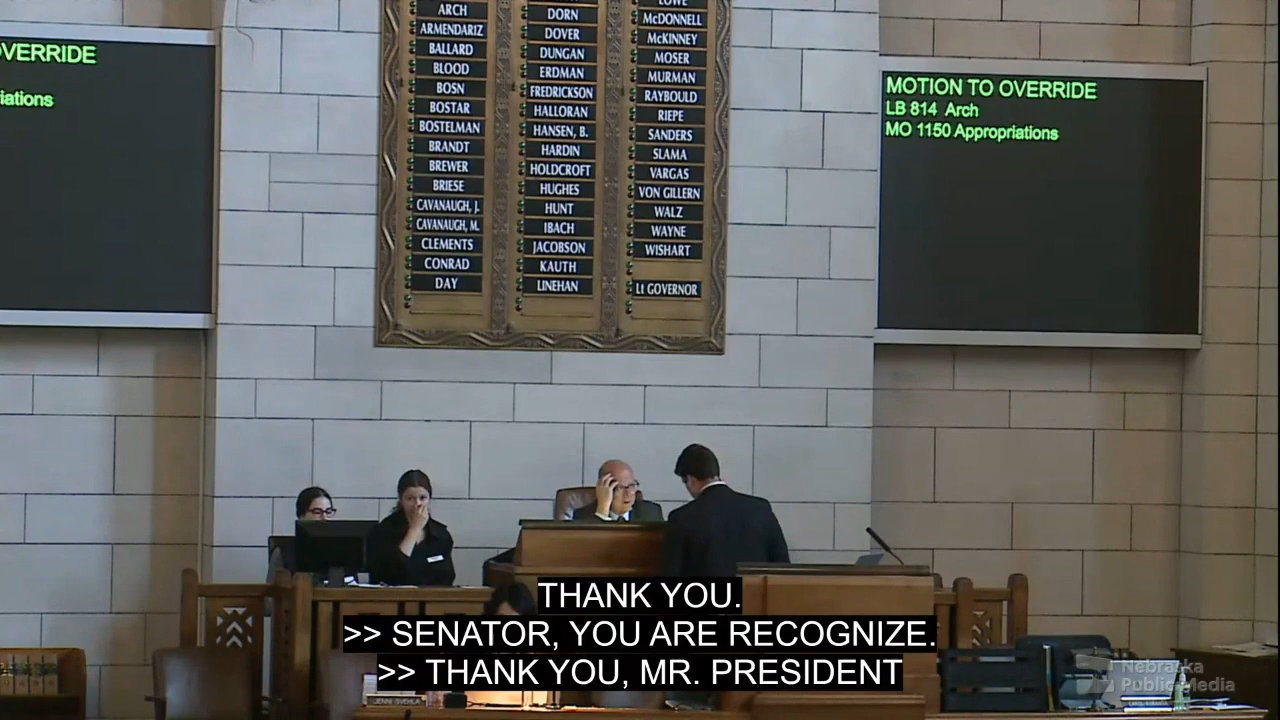 OVERRIDE
iations
ARCH
ARMENDARIZ
BALLARD
BLOOD
BOSN
BOSTAR
BOSTELMAN
BRANDT
BREWER
BRIESE
CAVANAUGH, J.
CAVANAUGH, M.
CLEMENTS
CONRAD
DAY
DORN
DOVER
DUNGAN
ERDMAN
FREDRICKSON
HALLORAN
HANSEN, B.
HARDIN
HOLDCROFT
HUGHES
HUNT
IBACH
JACOBSON
KAUTH
LINEHAN
LOWE
McDONNELL
McKINNEY
MOSER
MURMAN
RAYBOULD
RIEPE
SANDERS
SLAMA
VARGAS
VON GILLERN
WALZ
WAYNE
WISHART
Lt GOVERNOR
MOTION TO OVERRIDE
LB 814 Arch
MO 1150 Appropriations
THANK YOU.
>> SENATOR, YOU ARE RECOGNIZE.
>> THANK YOU, MR. PRESIDENT
Nebraska
Public Media
JENNI SVEHLA